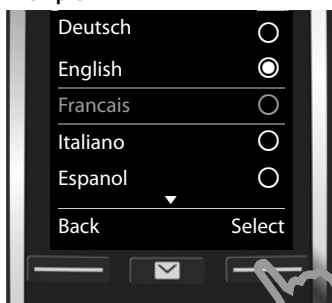 Deutsch
English
Francais
Italiano
Espanol
Back Select